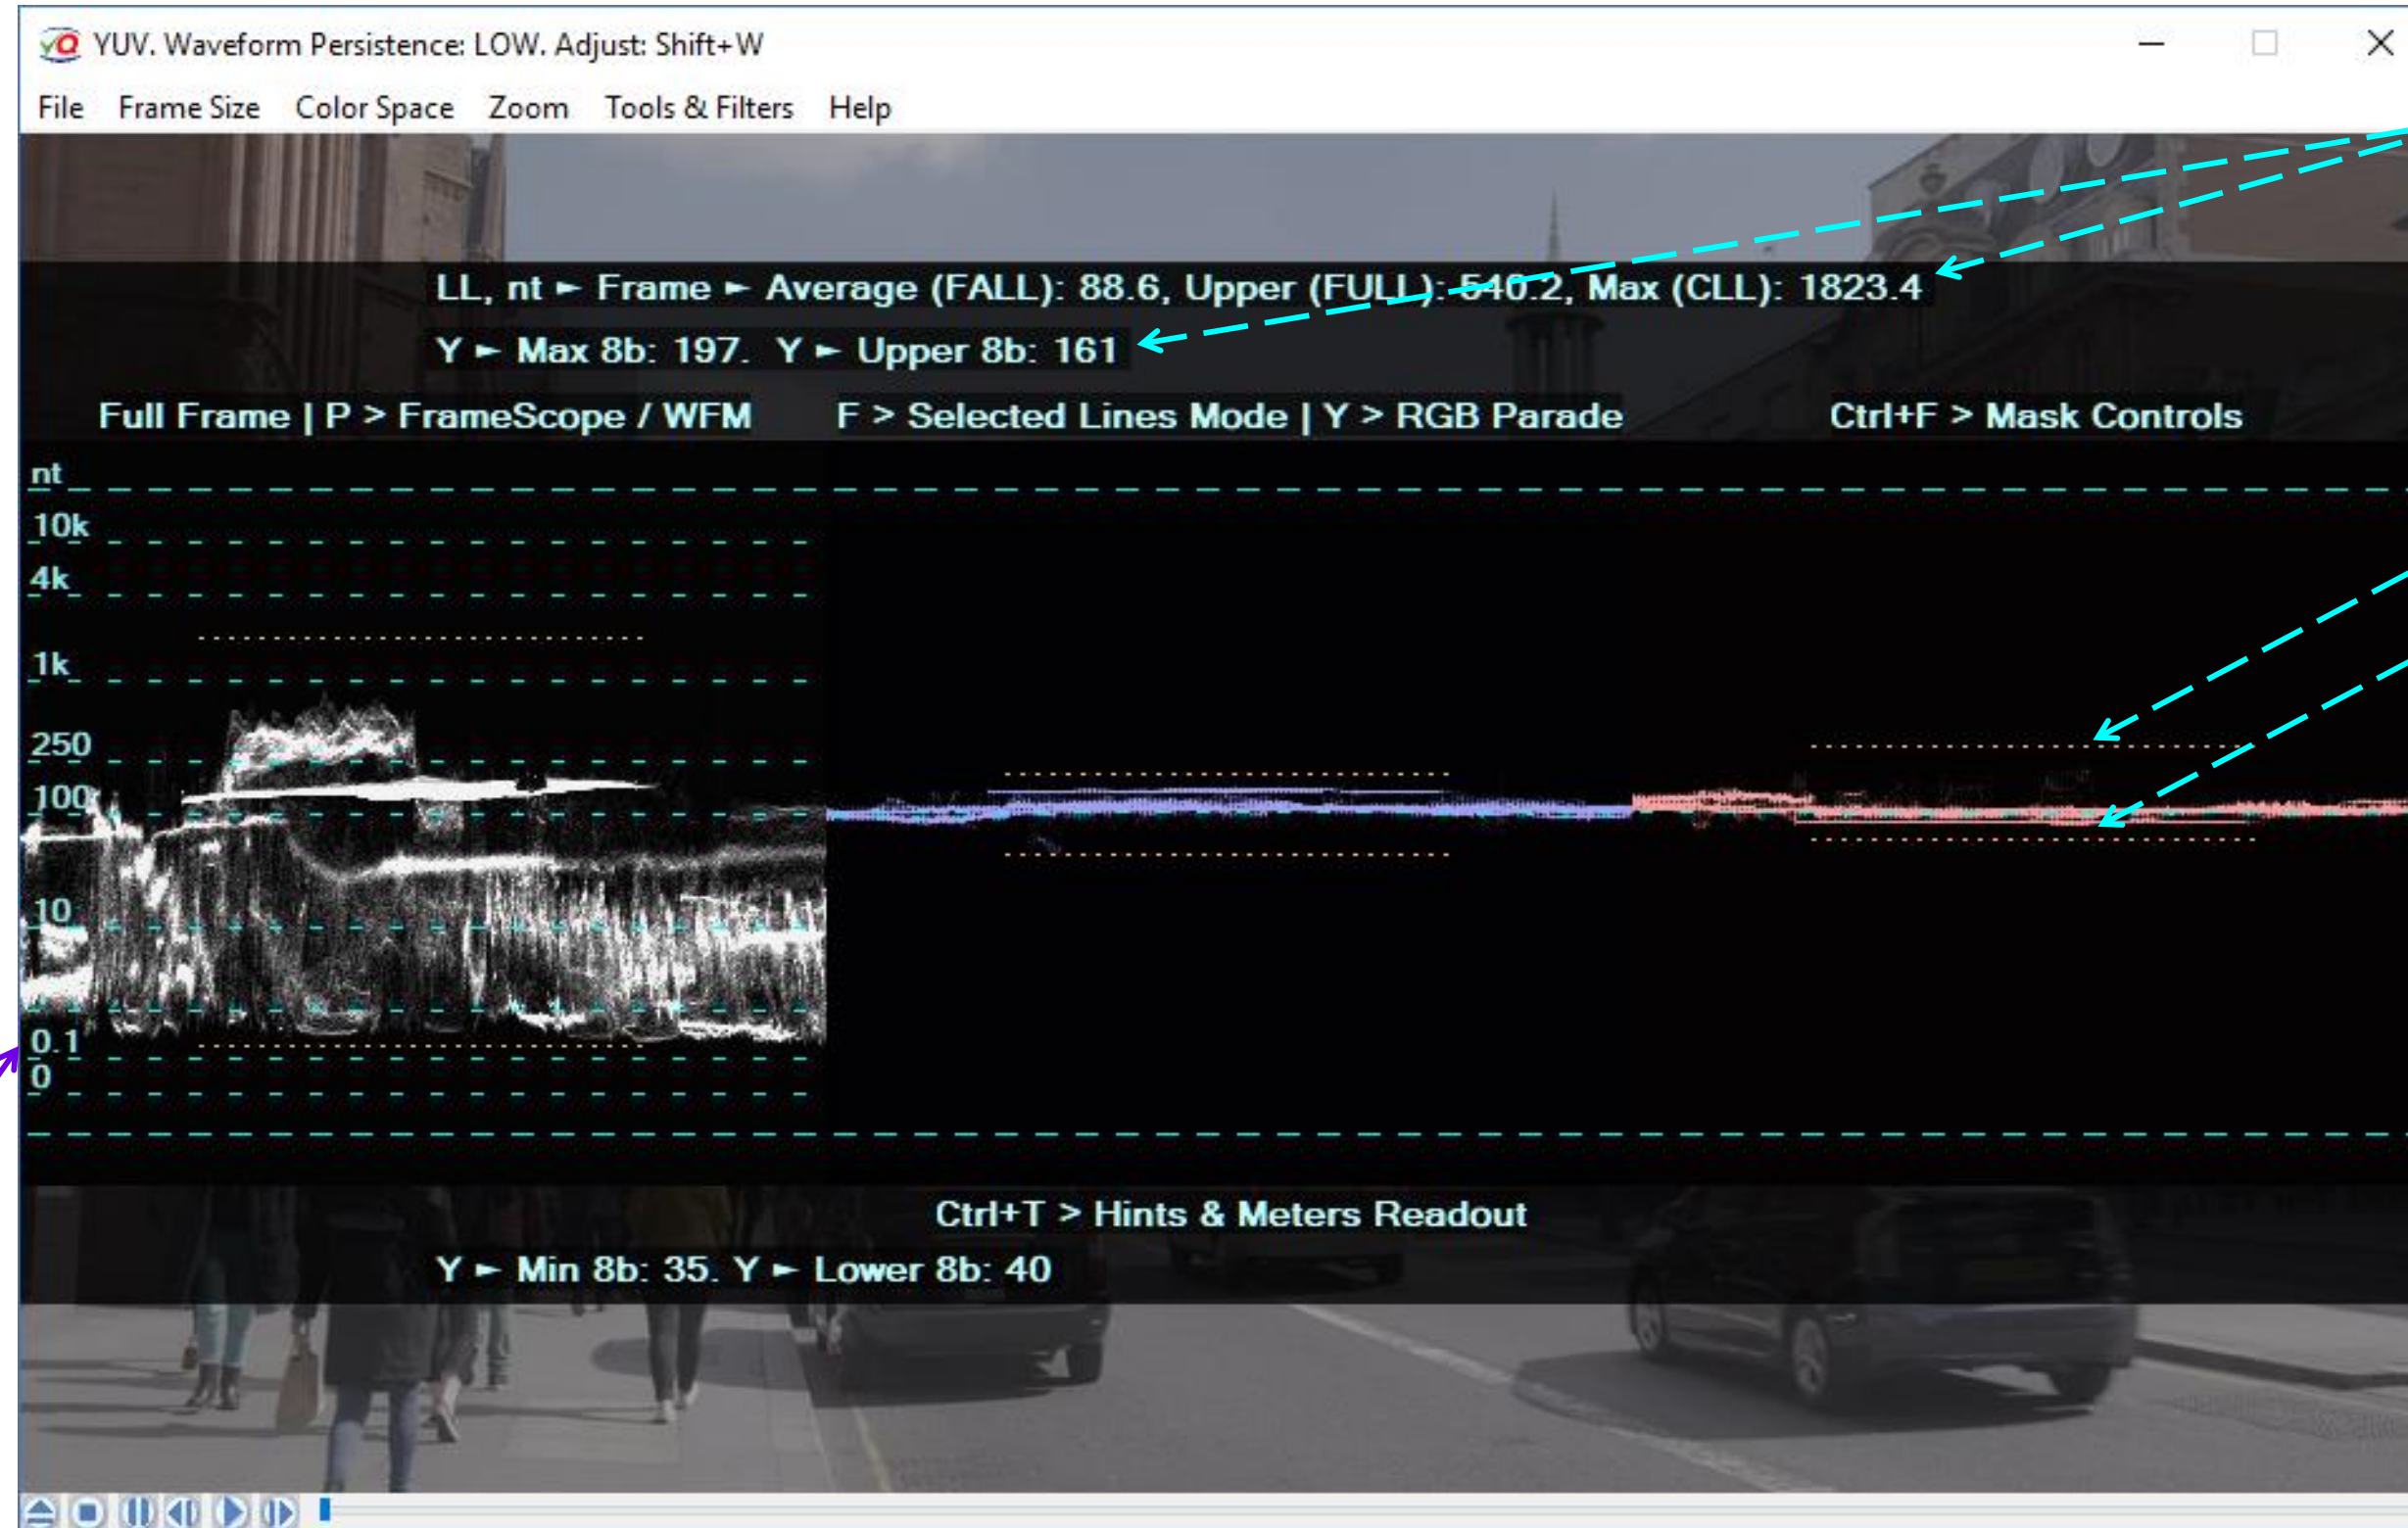 YUV. Waveform Persistence: LOW. Adjust: Shift+W
File Frame Size Color Space Zoom Tools & Filters Help
LL, nt ► Frame ► Average (FALL): 88.6, Upper (FULL): 540.2, Max (CLL): 1823.4
Y ► Max 8b: 197. Y ► Upper 8b: 161
Full Frame | P > FrameScope / WFM F > Selected Lines Mode | Y > RGB Parade Ctrl+F > Mask Controls
nt
10k
4k
1k
250
100
10
0.1
0
Ctrl+T > Hints & Meters Readout
Y ► Min 8b: 35. Y ► Lower 8b: 40